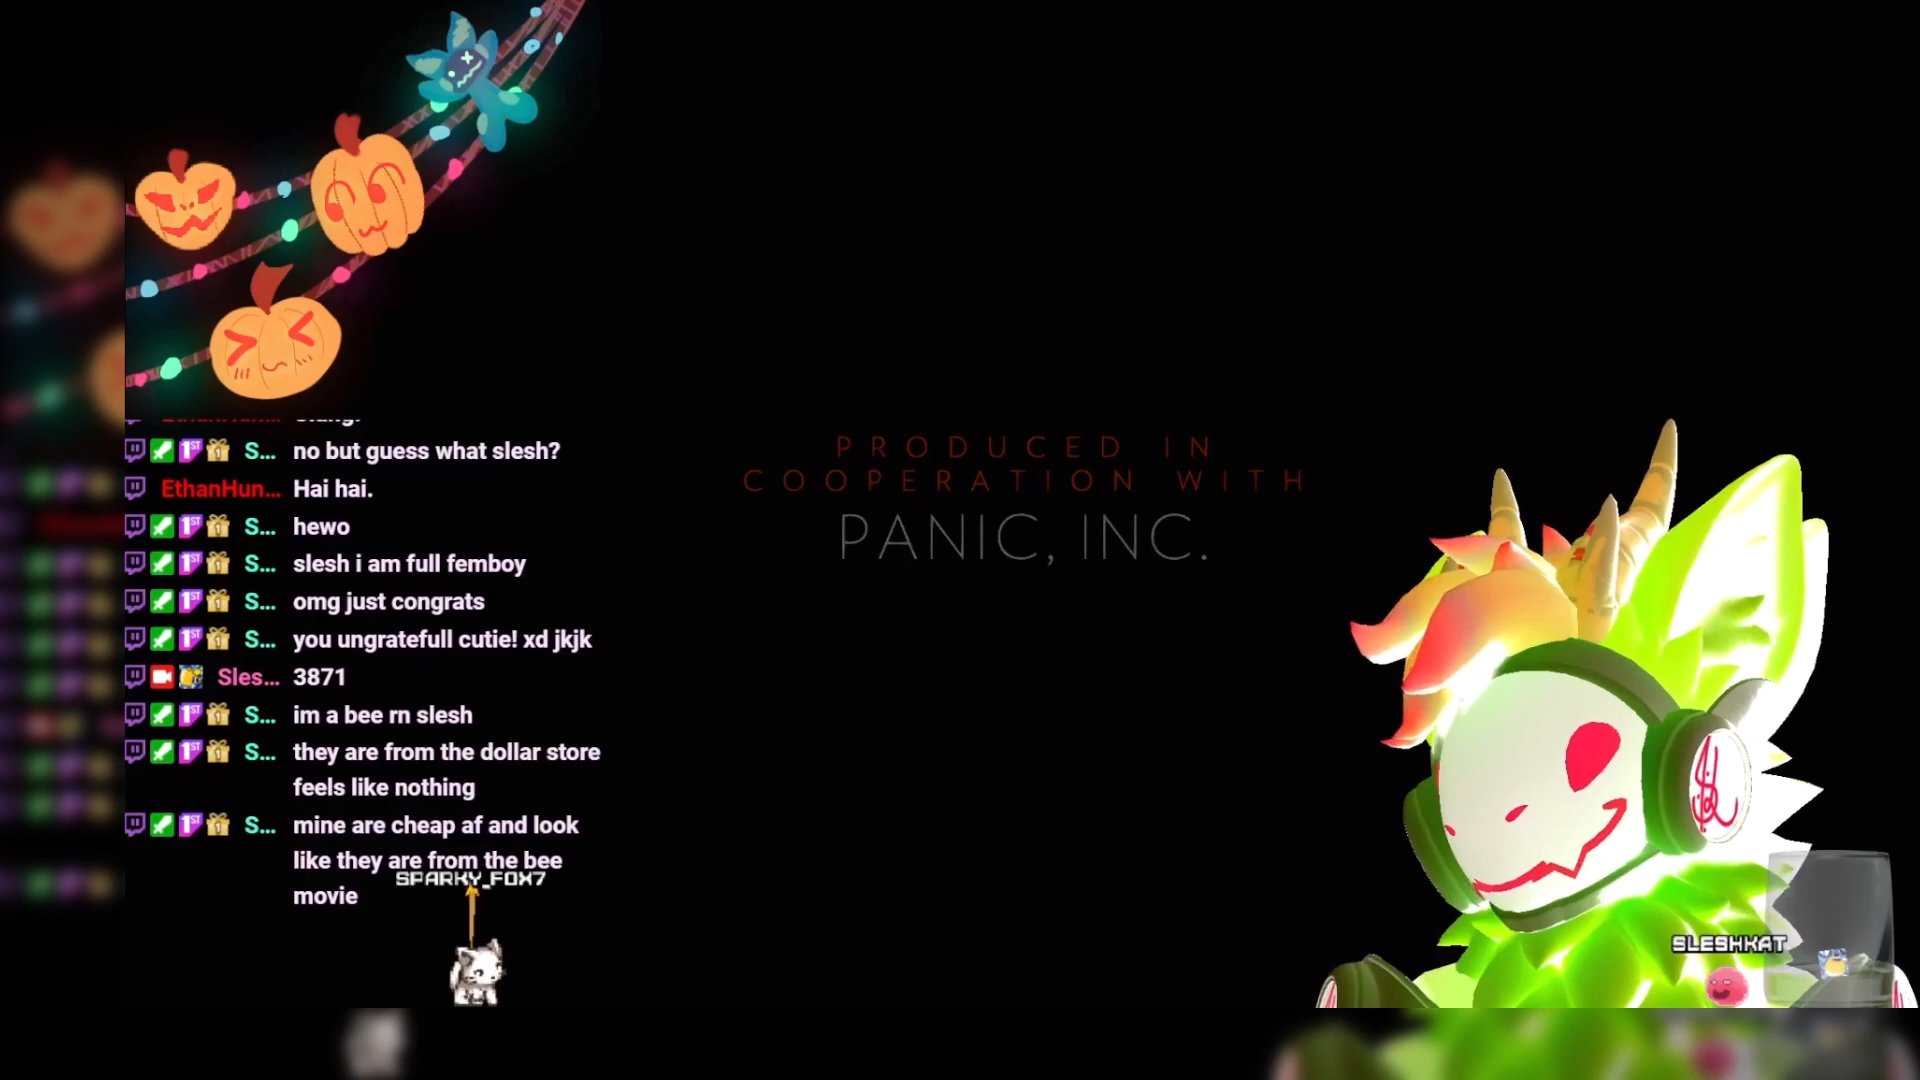 no but guess what slesh?
EthanHun... Hai hai.
S... hewo
S... slesh i am full femboy
S... omg just congrats
S... you ungratefull cutie! xd jkjk
Sles... 3871
S... im a bee rn slesh
S... they are from the dollar store
feels like nothing
S... mine are cheap af and look
like they are from the bee
movie
SPARKY_FOX7
PRODUCED IN
COOPERATION WITH
PANIC, INC.
SLESHKAT